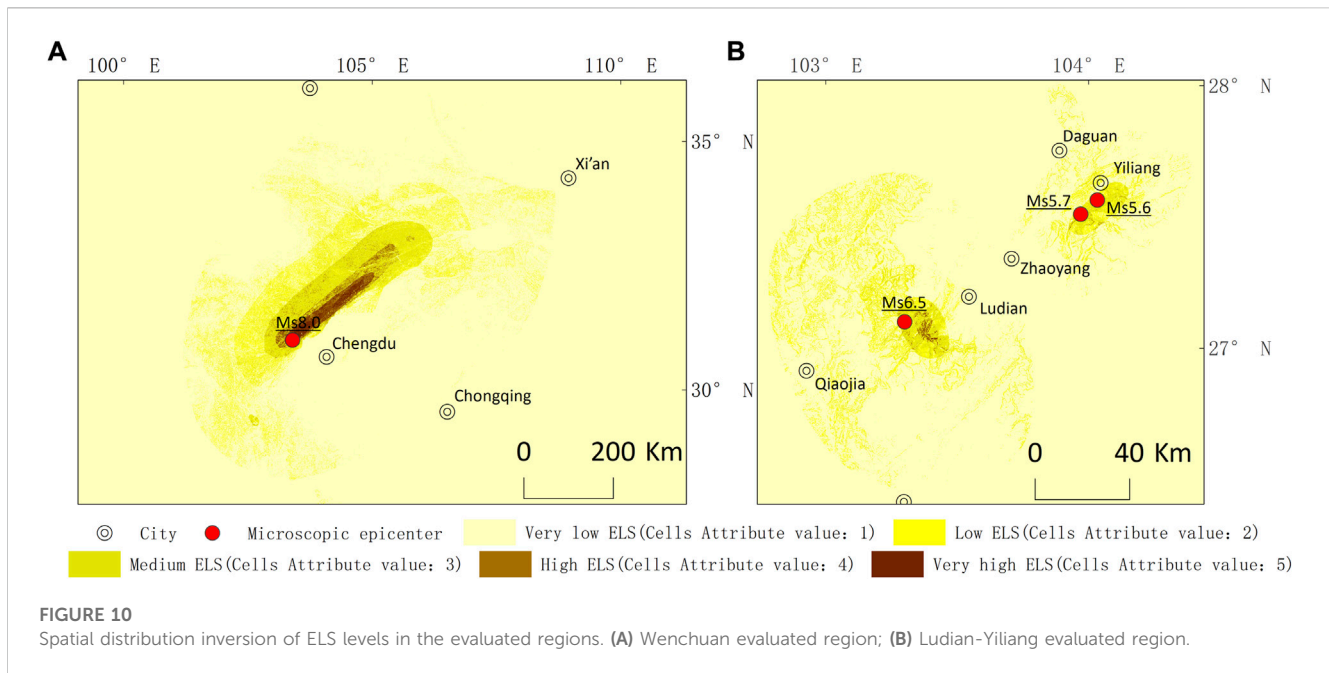 A
B
100° E
105° E
110° E
103° E
104° E
28° N
35° N
Daguan
Xi'an
Yiliang
Ms5.7
Ms5.6
Zhaoyang
Ms6.5
Ludian
Ms8.0
Chengdu
27° N
Qiaojia
30° N
Chongqing
0 200 Km
0 40 Km
City
Microscopic epicenter
Very low ELS(Cells Attribute value: 1)
Low ELS(Cells Attribute value: 2)
Medium ELS(Cells Attribute value: 3)
High ELS(Cells Attribute value: 4)
Very high ELS(Cells Attribute value: 5)
FIGURE 10
Spatial distribution inversion of ELS levels in the evaluated regions. (A) Wenchuan evaluated region; (B) Ludian-Yiliang evaluated region.